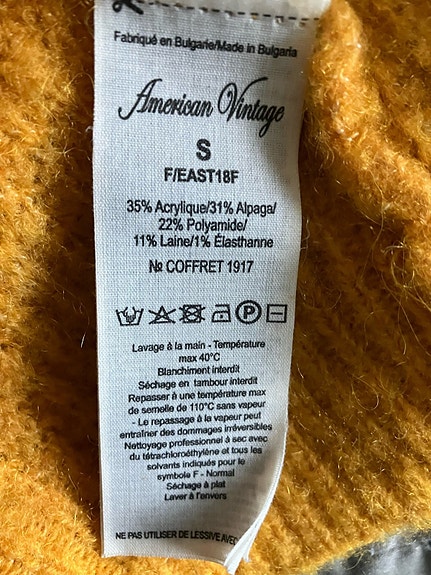 Fabriqué en Bulgarie/Made in Bulgaria
American Vintage
S
F/EAST18F
35% Acrylique/31% Alpaga/
22% Polyamide/
11% Laine/1% Élasthanne
№ COFFRET 1917
P
Lavage à la main - Température
max 40°C
Blanchiment interdit
Séchage en tambour interdit
Repasser à une température max
de semelle de 110°C sans vapeur
- Le repassage à la vapeur peut
entraîner des dommages irréversibles
Nettoyage professionnel à sec avec
du tétrachloroéthylène et tous les
solvants indiqués pour le
symbole F - Normal
Séchage à plat
Laver à l'envers
NE PAS UTILISER DE LESSIVE AVEC